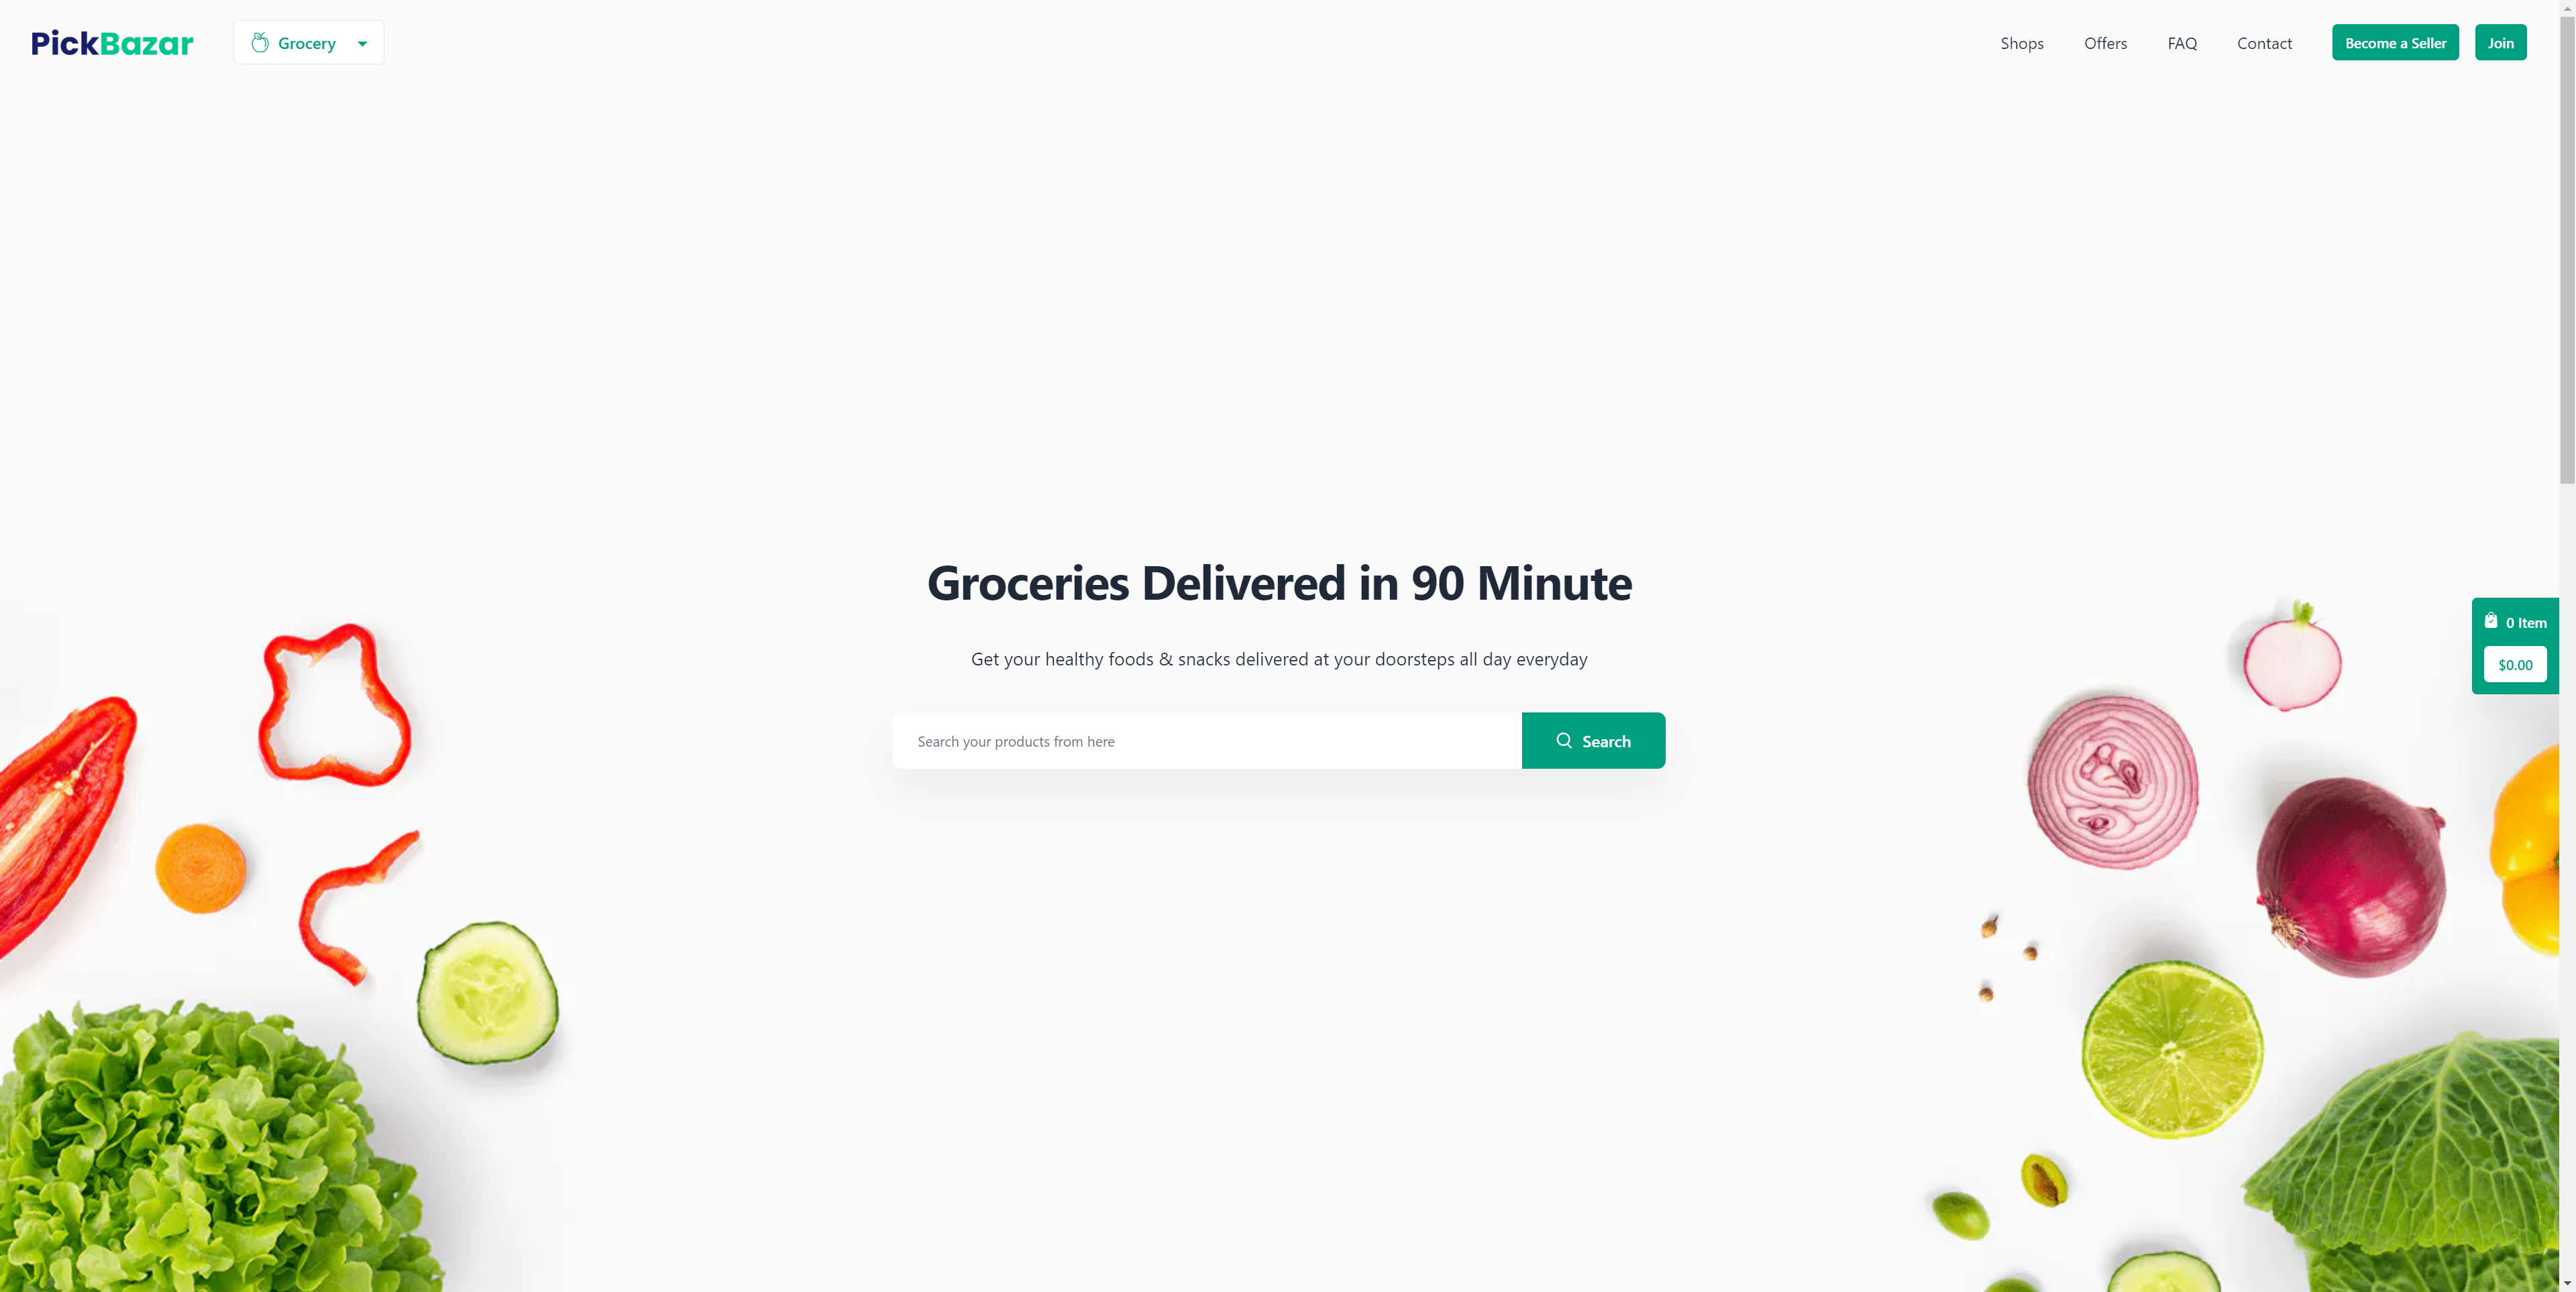 PickBazar
Grocery
Shops
Offers
FAQ
Contact
Become a Seller
Join
Groceries Delivered in 90 Minute
Get your healthy foods & snacks delivered at your doorsteps all day everyday
Search your products from here
Search
0 Item
$0.00